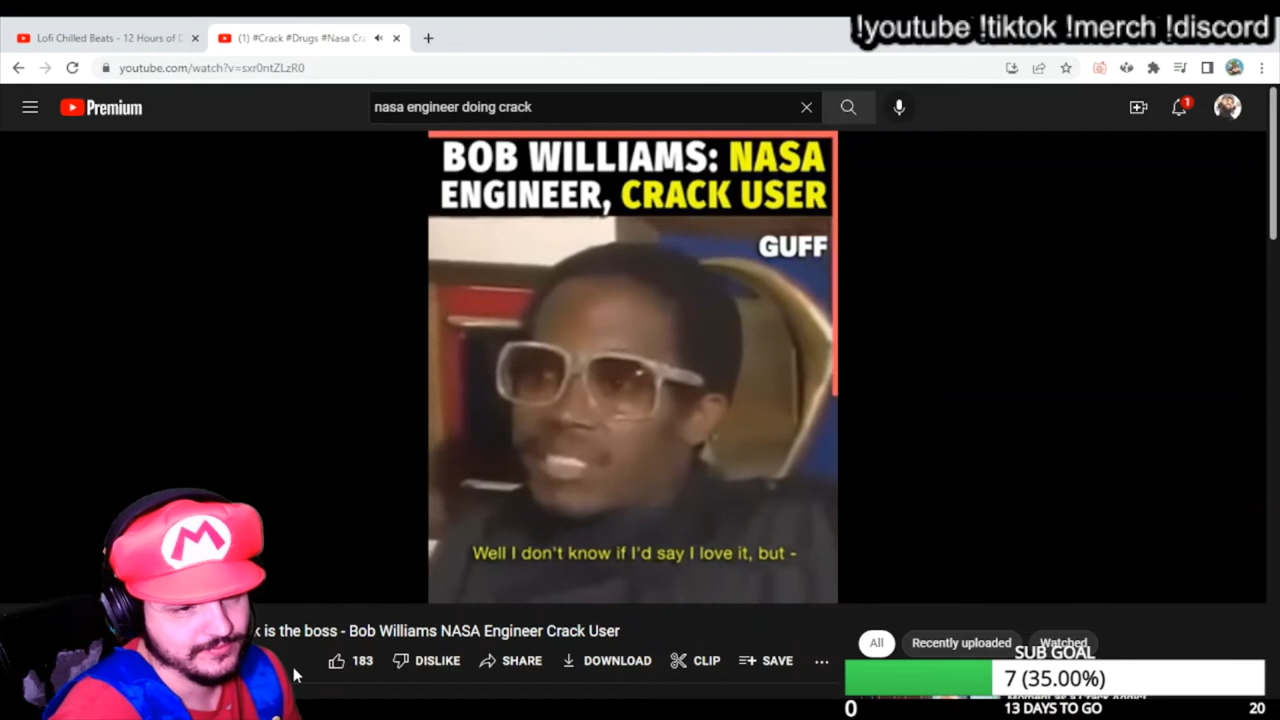 !youtube !tiktok !merch !discord
Lofi Chilled Beats - 12 Hours of
(1) #Crack #Drugs #Nasa Cra
youtube.com/watch?v=sxr0ntZLzR0
Premium
nasa engineer doing crack
1
BOB WILLIAMS: NASA
ENGINEER, CRACK USER
GUFF
M
Well I don't know if I'd say I love it, but -
k is the boss - Bob Williams NASA Engineer Crack User
183 DISLIKE SHARE DOWNLOAD CLIP SAVE ...
All Recently uploaded Watched
SUB GOAL
7 (35.00%)
0 13 DAYS TO GO 20